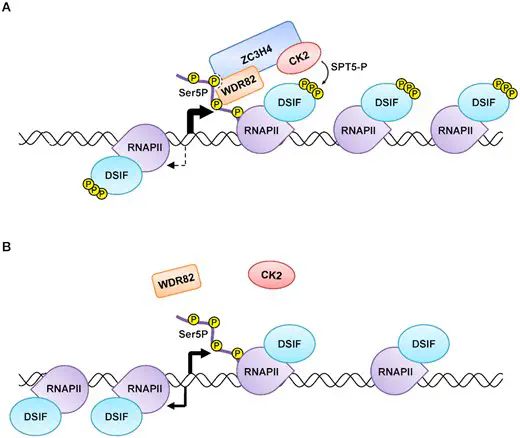 A
ZC3H4
CK2
P P
SPT5-P
Ser5P
WDR82
P
P
P P P
DSIF
P P P
DSIF
P P P
DSIF
P
RNAPII
RNAPII
RNAPII
RNAPII
DSIF
P P P
B
WDR82
CK2
P P
Ser5P
P
P
DSIF
DSIF
RNAPII
RNAPII
RNAPII
RNAPII
DSIF
DSIF